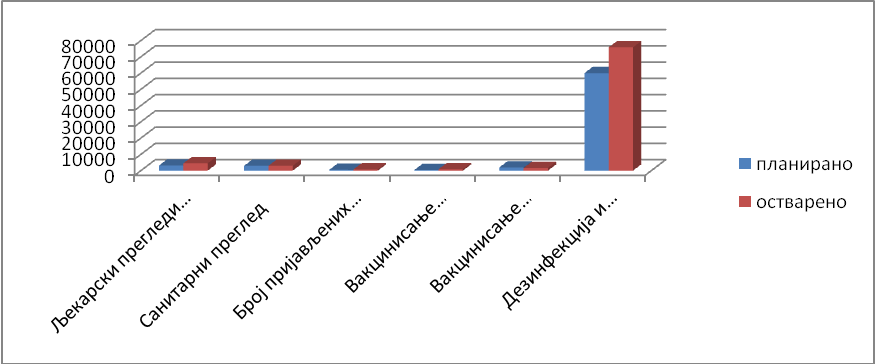 80000
70000
60000
50000
40000
30000
20000
10000
0
Љекарски прегледи...
Санитарни преглед
Број пријављених...
Вакцинисање...
Вакцинисање...
Дезинфекција и...
планирано
остварено